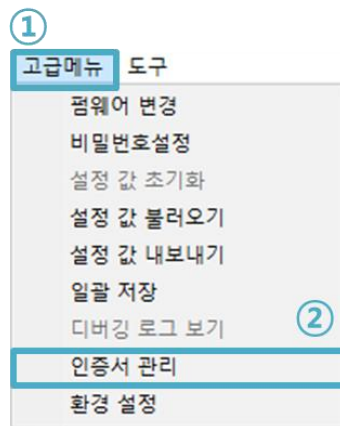 ①
고급메뉴 도구
펌웨어 변경
비밀번호설정
설정 값 초기화
설정 값 불러오기
설정 값 내보내기
일괄 저장
디버깅 로그 보기
②
인증서 관리
환경 설정